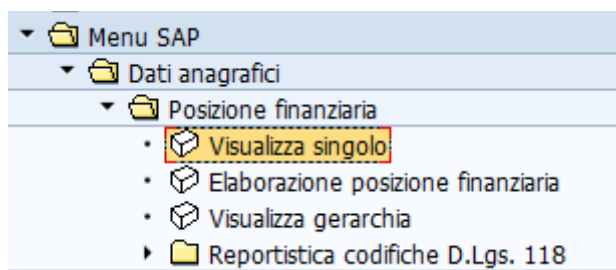 Menu SAP
Dati anagrafici
Posizione finanziaria
Visualizza singolo
Elaborazione posizione finanziaria
Visualizza gerarchia
Reportistica codifiche D.Lgs. 118